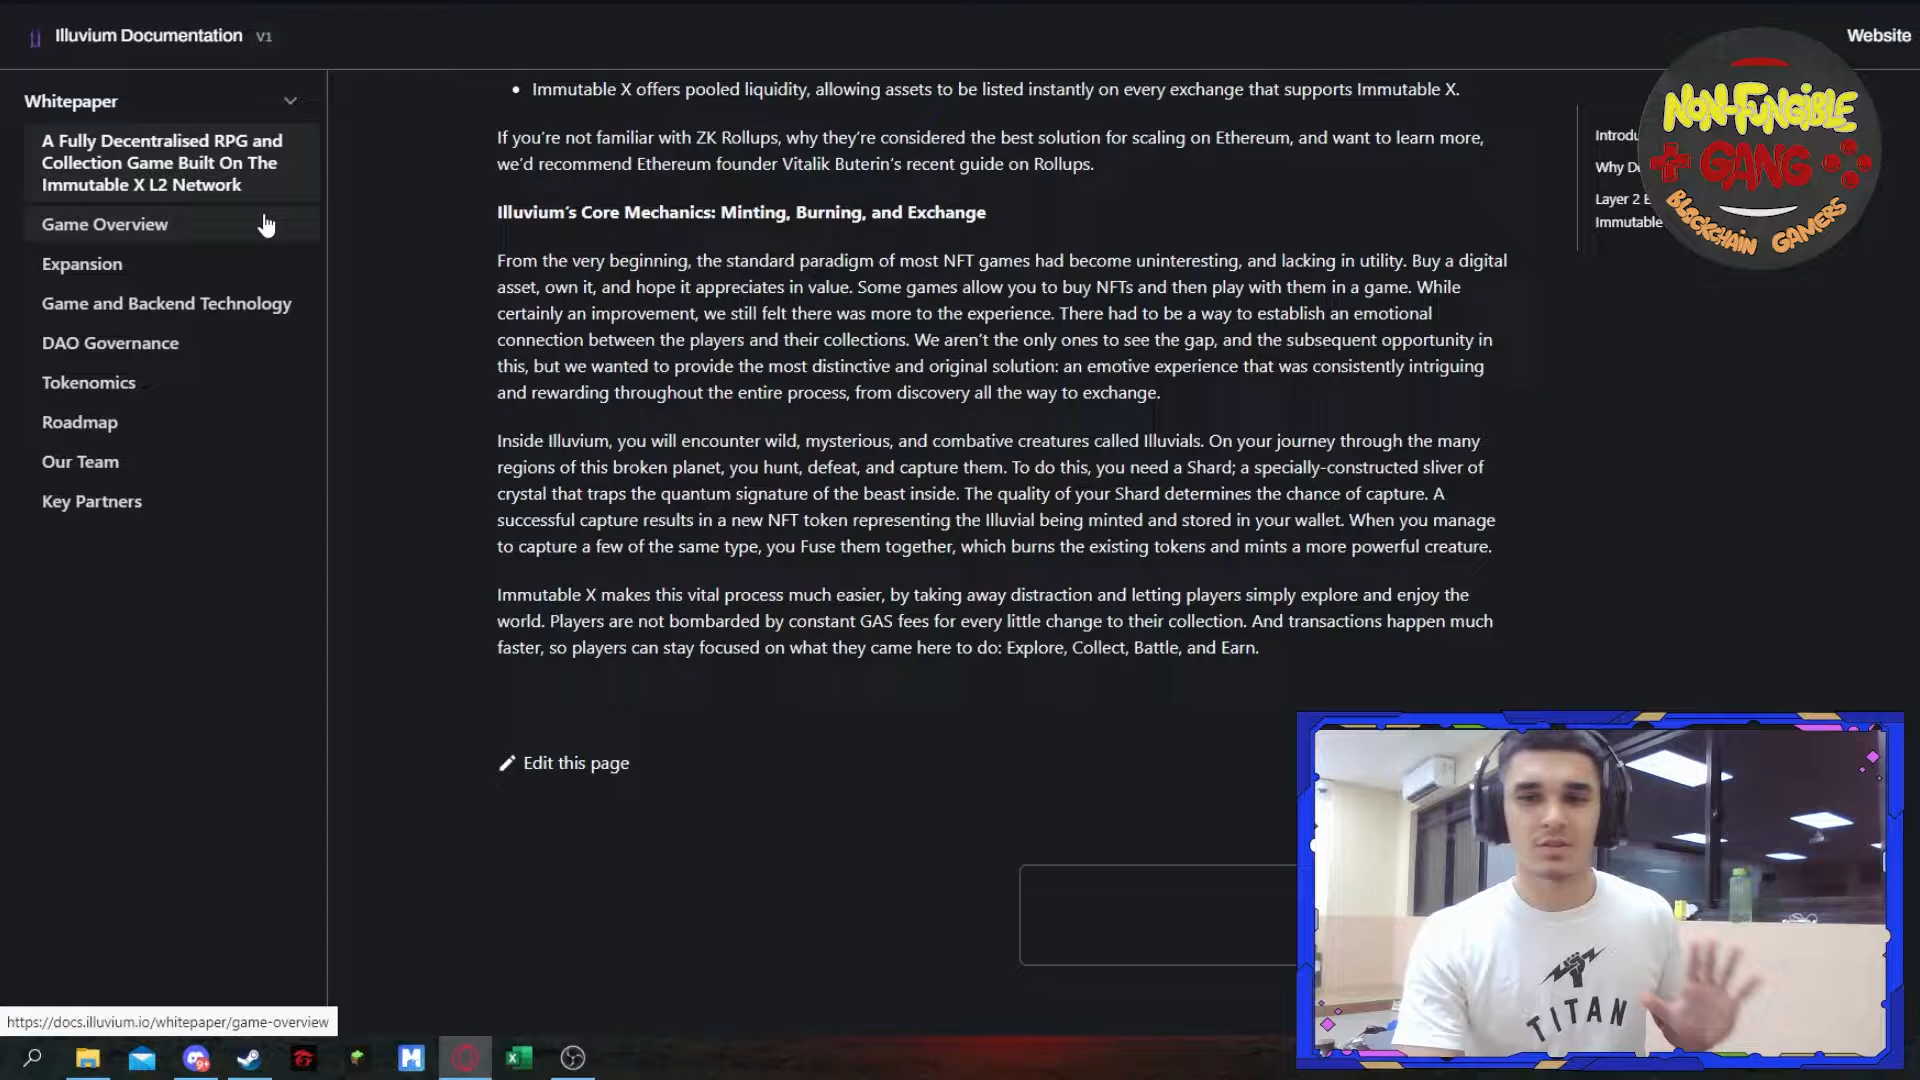 Illuvium Documentation V1
Website
Whitepaper
A Fully Decentralised RPG and
Collection Game Built On The
Immutable X L2 Network
Game Overview
Expansion
Game and Backend Technology
DAO Governance
Tokenomics
Roadmap
Our Team
Key Partners
Immutable X offers pooled liquidity, allowing assets to be listed instantly on every exchange that supports Immutable X.
If you’re not familiar with ZK Rollups, why they’re considered the best solution for scaling on Ethereum, and want to learn more,
we’d recommend Ethereum founder Vitalik Buterin’s recent guide on Rollups.
Illuvium’s Core Mechanics: Minting, Burning, and Exchange
From the very beginning, the standard paradigm of most NFT games had become uninteresting, and lacking in utility. Buy a digital
asset, own it, and hope it appreciates in value. Some games allow you to buy NFTs and then play with them in a game. While
certainly an improvement, we still felt there was more to the experience. There had to be a way to establish an emotional
connection between the players and their collections. We aren’t the only ones to see the gap, and the subsequent opportunity in
this, but we wanted to provide the most distinctive and original solution: an emotive experience that was consistently intriguing
and rewarding throughout the entire process, from discovery all the way to exchange.
Inside Illuvium, you will encounter wild, mysterious, and combative creatures called Illuvials. On your journey through the many
regions of this broken planet, you hunt, defeat, and capture them. To do this, you need a Shard; a specially-constructed sliver of
crystal that traps the quantum signature of the beast inside. The quality of your Shard determines the chance of capture. A
successful capture results in a new NFT token representing the Illuvial being minted and stored in your wallet. When you manage
to capture a few of the same type, you Fuse them together, which burns the existing tokens and mints a more powerful creature.
Immutable X makes this vital process much easier, by taking away distraction and letting players simply explore and enjoy the
world. Players are not bombarded by constant GAS fees for every little change to their collection. And transactions happen much
faster, so players can stay focused on what they came here to do: Explore, Collect, Battle, and Earn.
Edit this page
Introdu
Why De
Layer 2 E
Immutable
NON-FUNGIBLE
GANG
BLOCKCHAIN GAMERS
TITAN
https://docs.illuvium.io/whitepaper/game-overview